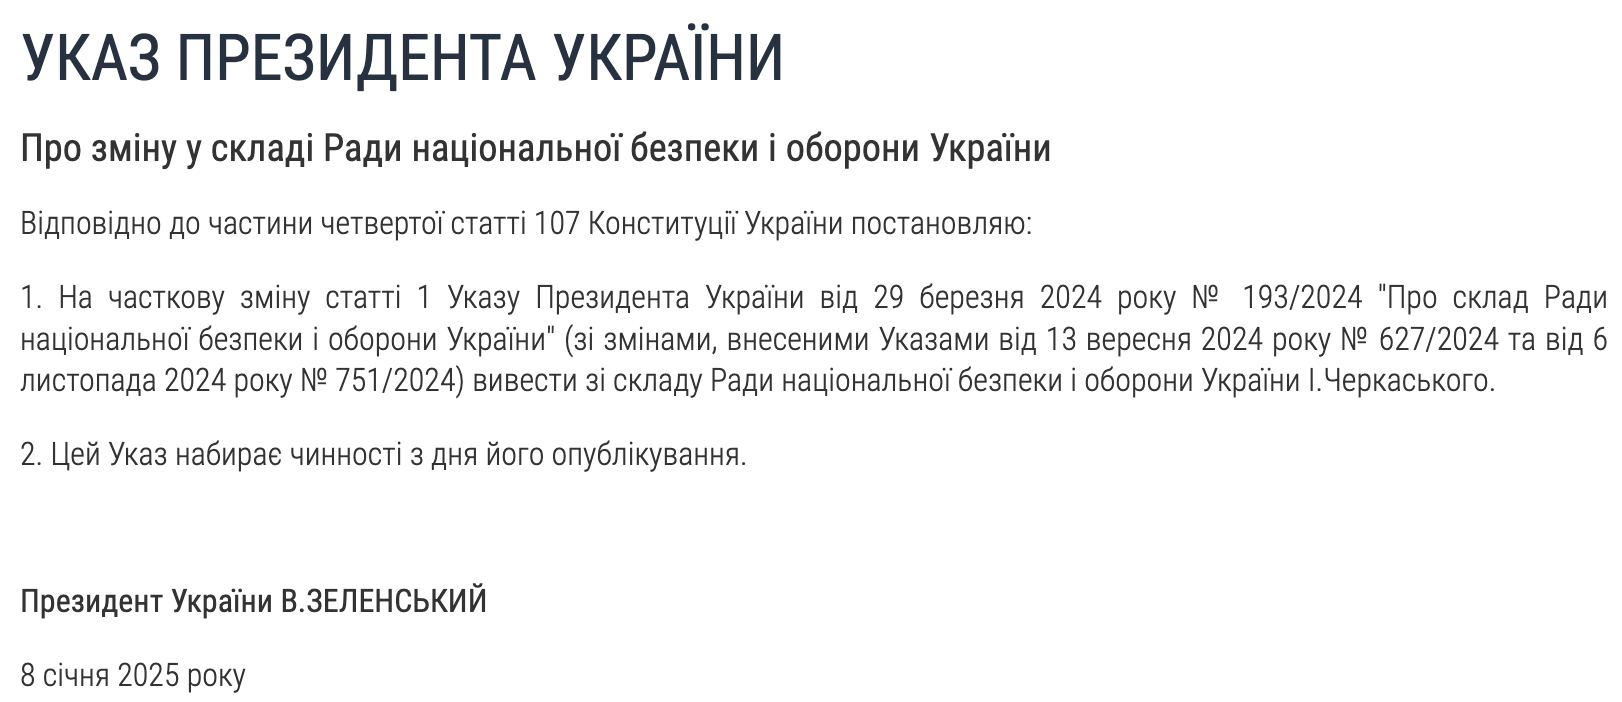 УКАЗ ПРЕЗИДЕНТА УКРАЇНИ
Про зміну у складі Ради національної безпеки і оборони України
Відповідно до частини четвертої статті 107 Конституції України постановляю:
1. На часткову зміну статті 1 Указу Президента України від 29 березня 2024 року № 193/2024 "Про склад Ради
національної безпеки і оборони України" (зі змінами, внесеними Указами від 13 вересня 2024 року № 627/2024 та від 6
листопада 2024 року № 751/2024) вивести зі складу Ради національної безпеки і оборони України І.Черкаського.
2. Цей Указ набирає чинності з дня його опублікування.
Президент України В.ЗЕЛЕНСЬКИЙ
8 січня 2025 року